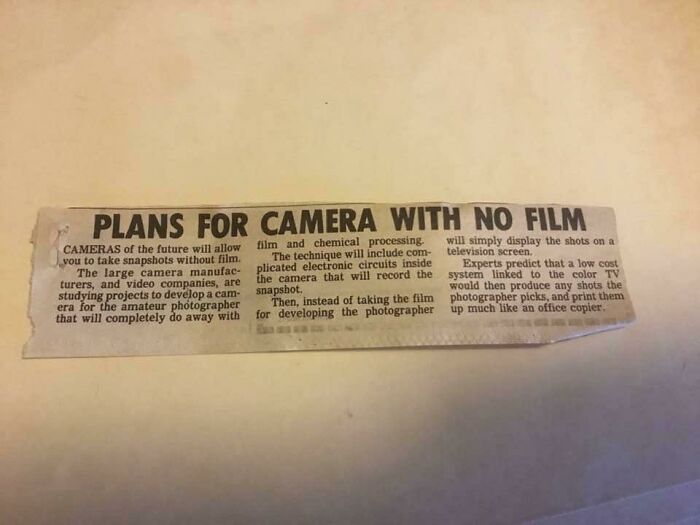 PLANS FOR CAMERA WITH NO FILM
CAMERAS of the future will allow
you to take snapshots without film.
The large camera manufac-
turers, and video companies, are
studying projects to develop a cam-
era for the amateur photographer
that will completely do away with
film and chemical processing.
The technique will include com-
plicated electronic circuits inside
the camera that will record the
snapshot.
Then, instead of taking the film
for developing the photographer
will simply display the shots on a
television screen.
Experts predict that a low cost
system linked to the color TV
would then produce any shots the
photographer picks, and print them
up much like an office copier.